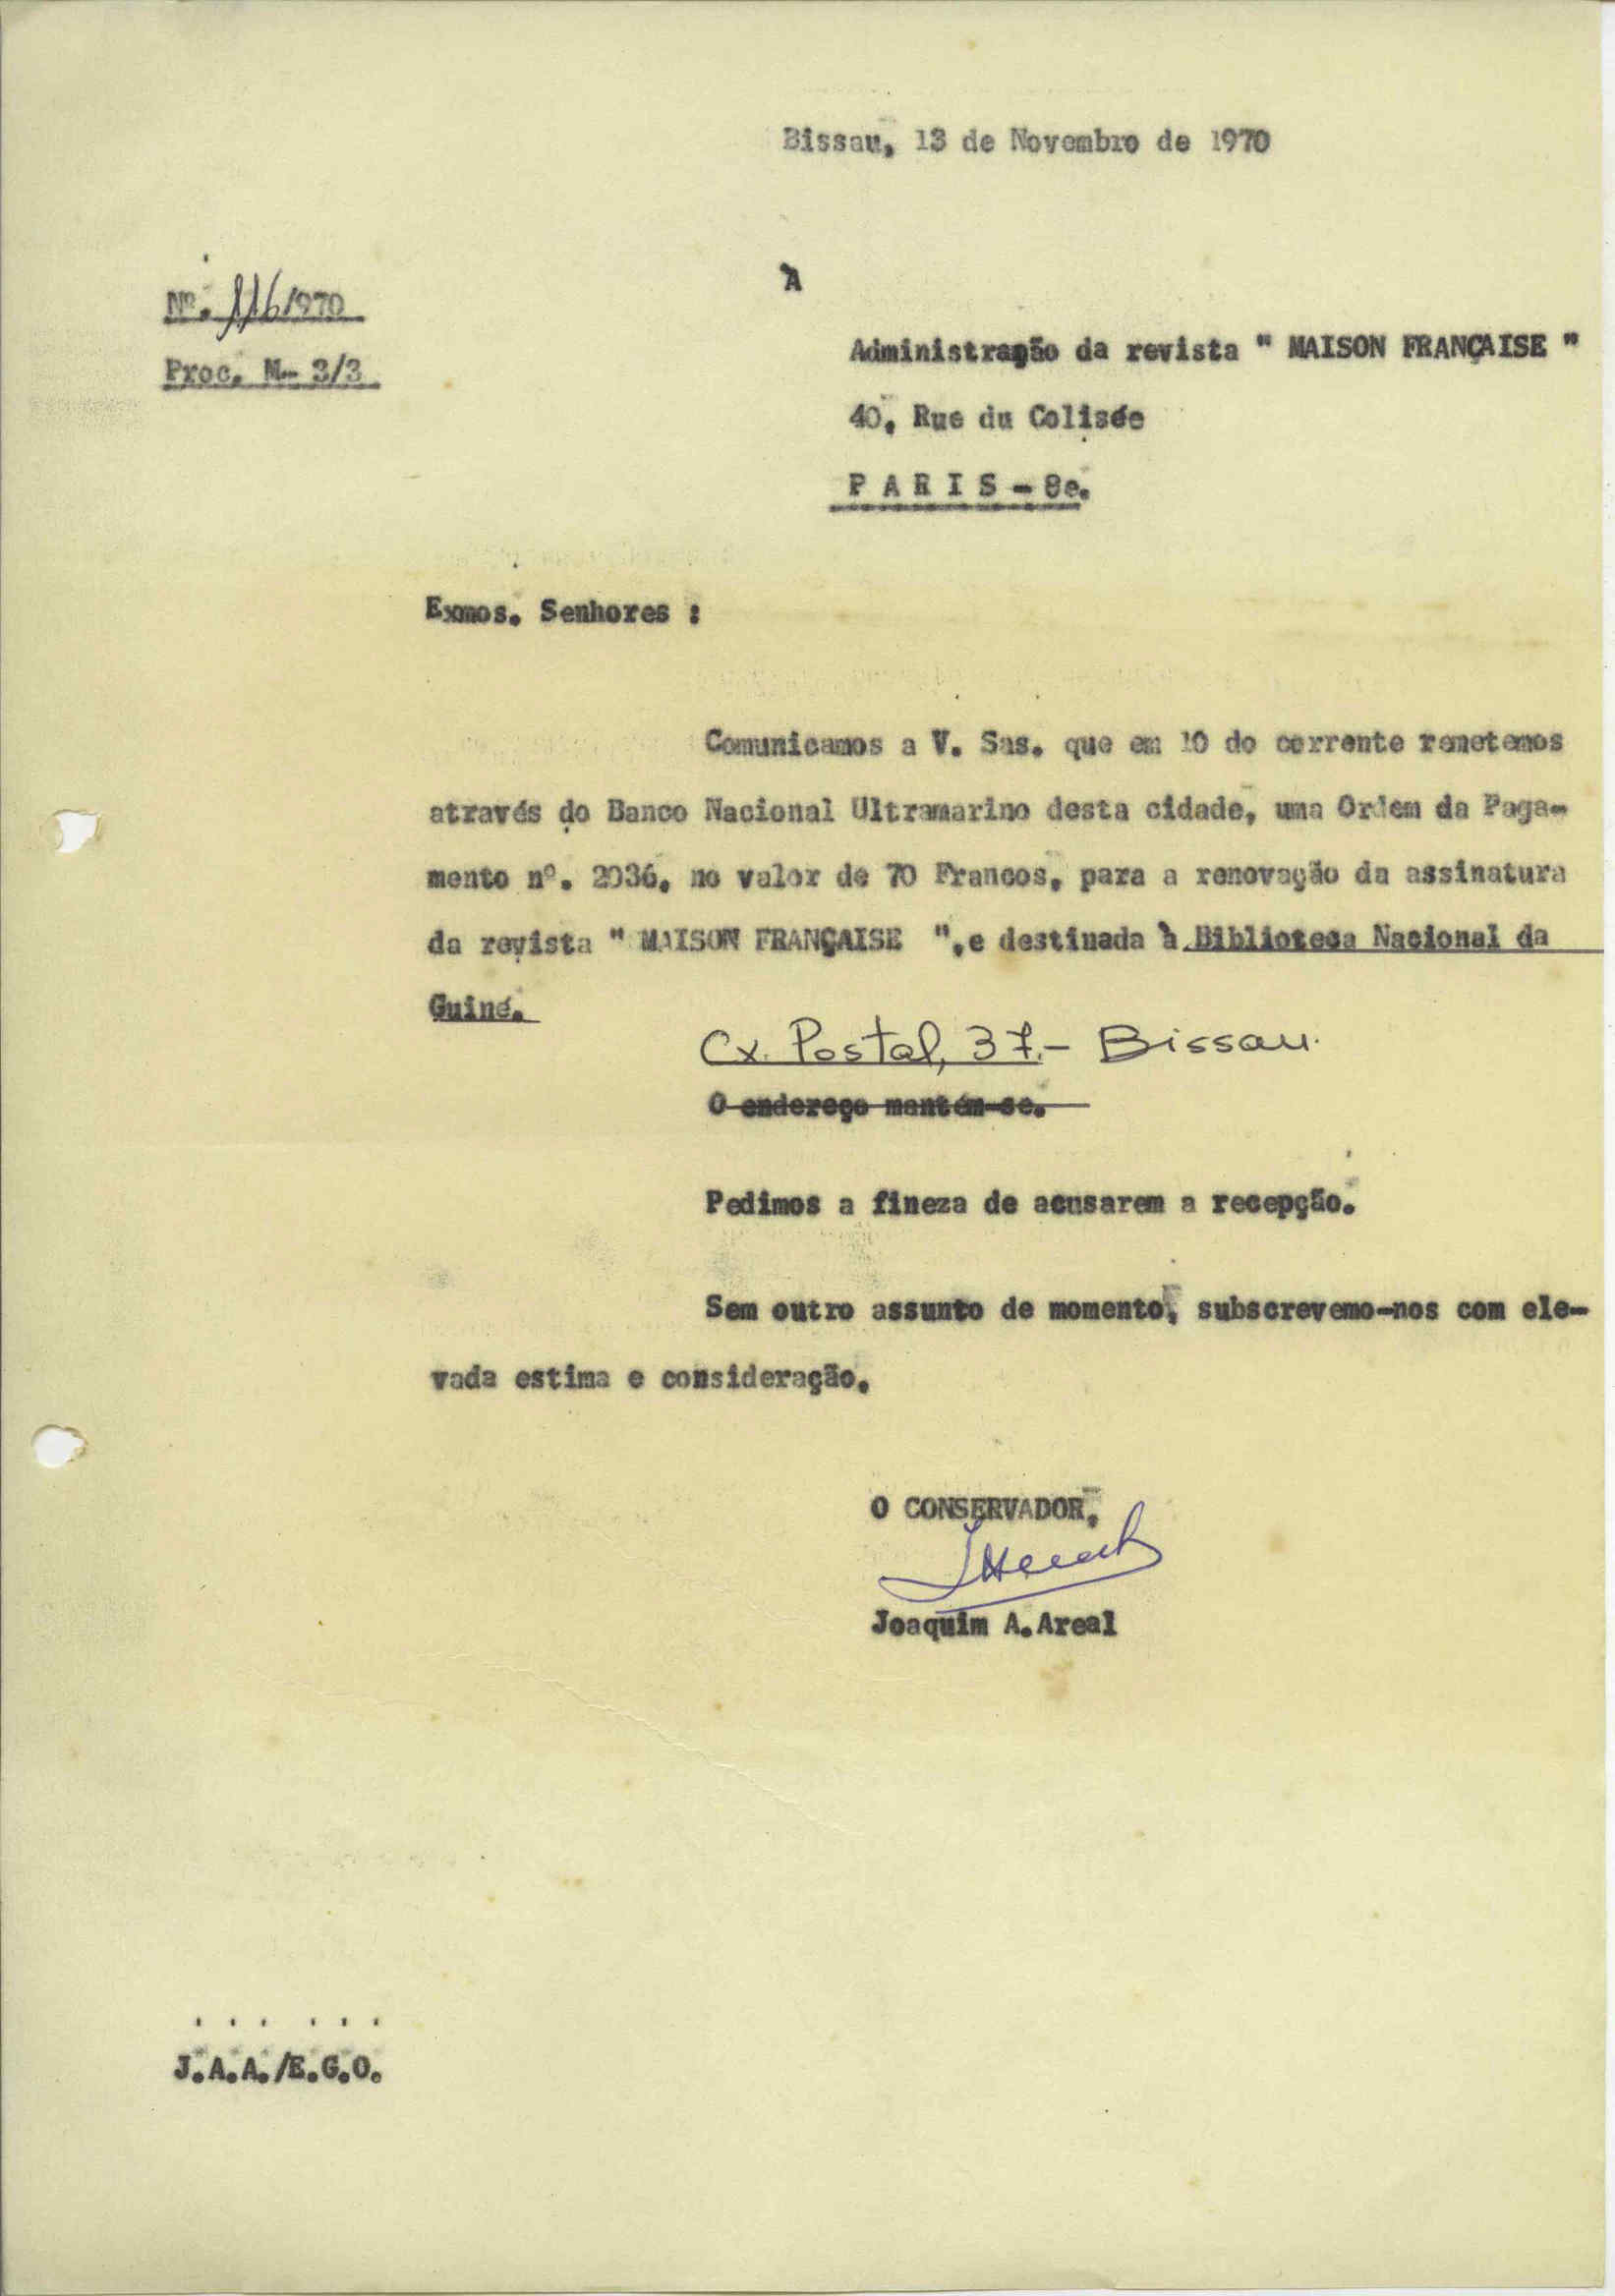 Bissau, 13 de Novembro de 1970
À
Nº. 116/970
Proc. M- 3/3
Administração da revista " MAISON FRANÇAISE "
40, Rue du Colisée
P A R I S - 8e.
Exmos. Senhores :
Comunicamos a V. Sas. que em 10 do corrente remetemos
através do Banco Nacional Ultramarino desta cidade, uma Ordem da Paga-
mento nº. 2036, no valor de 70 Francos, para a renovação da assinatura
da revista " MAISON FRANÇAISE ",e destinada à Biblioteca Nacional da
Guiné.
Cx. Postal, 37.- Bissau.
O endereço mantém-se.
Pedimos a fineza de acusarem a recepção.
Sem outro assunto de momento, subscrevemo-nos com ele-
vada estima e consideração.
O CONSERVADOR,
Joaquim A.Areal
. . . . . .
J.A.A./E.G.O.